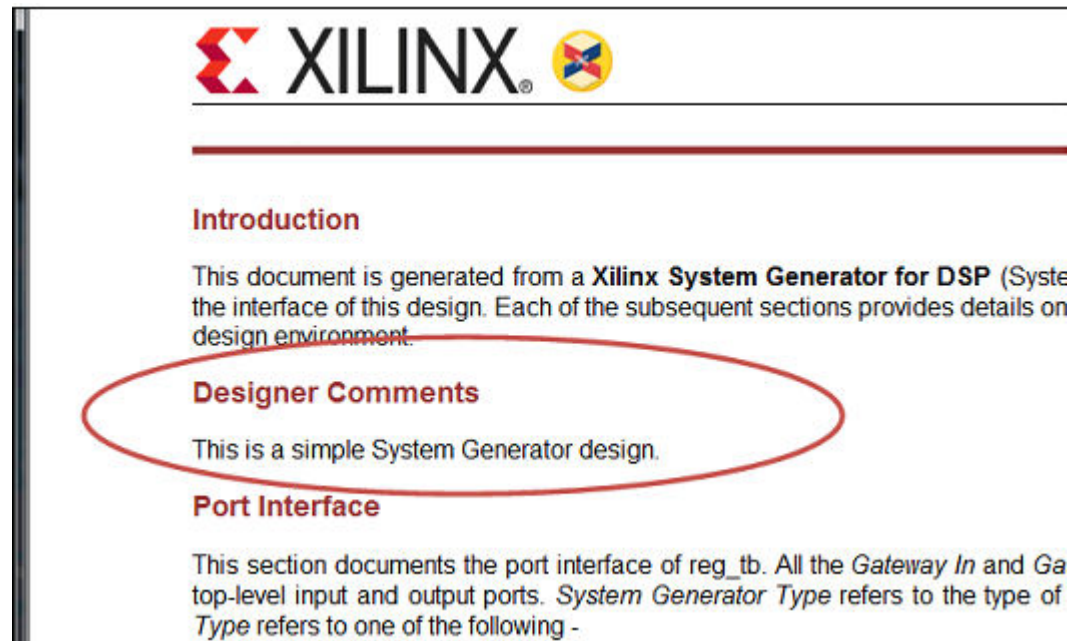 XILINX®
Introduction
This document is generated from a Xilinx System Generator for DSP (Syste
the interface of this design. Each of the subsequent sections provides details on
design environment.
Designer Comments
This is a simple System Generator design.
Port Interface
This section documents the port interface of reg_tb. All the Gateway In and Ga
top-level input and output ports. System Generator Type refers to the type of
Type refers to one of the following -